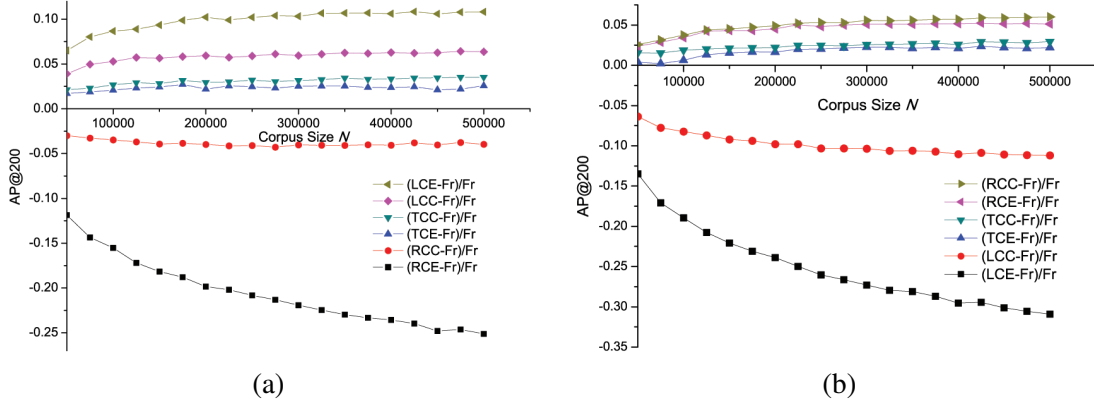 0.10
0.05
0.00
-0.05
-0.10
-0.15
-0.20
-0.25
AP@200
100000
200000
300000
400000
500000
Corpus Size N
(LCE-Fr)/Fr
(LCC-Fr)/Fr
(TCC-Fr)/Fr
(TCE-Fr)/Fr
(RCC-Fr)/Fr
(RCE-Fr)/Fr
(a)
0.05
0.00
-0.05
-0.10
-0.15
-0.20
-0.25
-0.30
-0.35
AP@200
100000
200000
300000
400000
500000
Corpus Size N
(RCC-Fr)/Fr
(RCE-Fr)/Fr
(TCC-Fr)/Fr
(TCE-Fr)/Fr
(LCC-Fr)/Fr
(LCE-Fr)/Fr
(b)